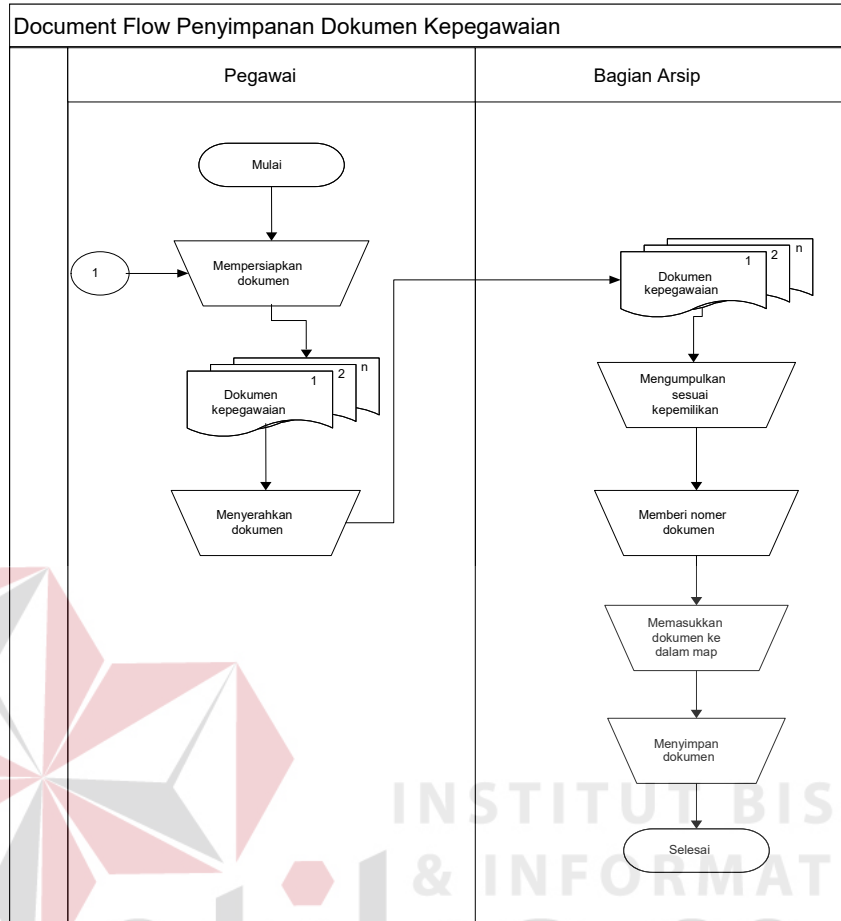 Document Flow Penyimpanan Dokumen Kepegawaian
Pegawai
Bagian Arsip
Mulai
1
Mempersiapkan
dokumen
1
2
n
Dokumen
kepegawaian
Menyerahkan
dokumen
1
2
n
Dokumen
kepegawaian
Mengumpulkan
sesuai
kepemilikan
Memberi nomer
dokumen
Memasukkan
dokumen ke
dalam map
Menyimpan
dokumen
Selesai
INSTITUT BIS
& INFORMAT